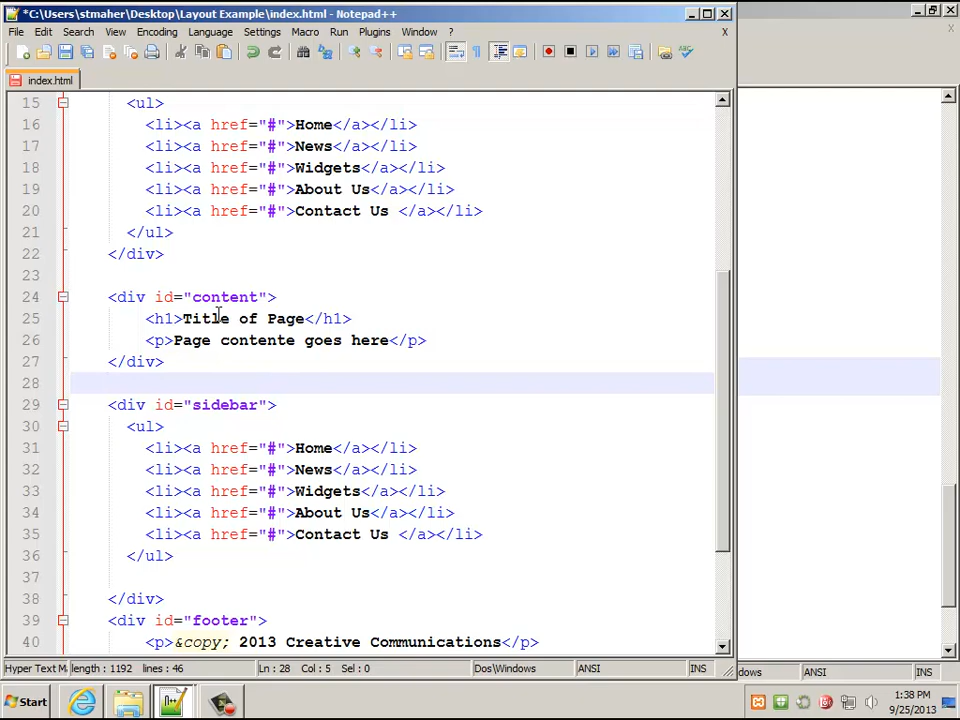 *C:\Users\stmaher\Desktop\Layout Example\index.html - Notepad++
File Edit Search View Encoding Language Settings Macro Run Plugins Window ? X
index.html
15 <ul>
16 <li><a href="#">Home</a></li>
17 <li><a href="#">News</a></li>
18 <li><a href="#">Widgets</a></li>
19 <li><a href="#">About Us</a></li>
20 <li><a href="#">Contact Us </a></li>
21 </ul>
22 </div>
23
24 <div id="content">
25 <h1>Title of Page</h1>
26 <p>Page contente goes here</p>
27 </div>
28
29 <div id="sidebar">
30 <ul>
31 <li><a href="#">Home</a></li>
32 <li><a href="#">News</a></li>
33 <li><a href="#">Widgets</a></li>
34 <li><a href="#">About Us</a></li>
35 <li><a href="#">Contact Us </a></li>
36 </ul>
37
38 </div>
39 <div id="footer">
40 <p>&copy; 2013 Creative Communications</p>
Hyper Text M length : 1192 lines : 46 Ln : 28 Col : 5 Sel : 0 Dos\Windows ANSI INS
dows ANSI INS
Start 1:38 PM
9/25/2013